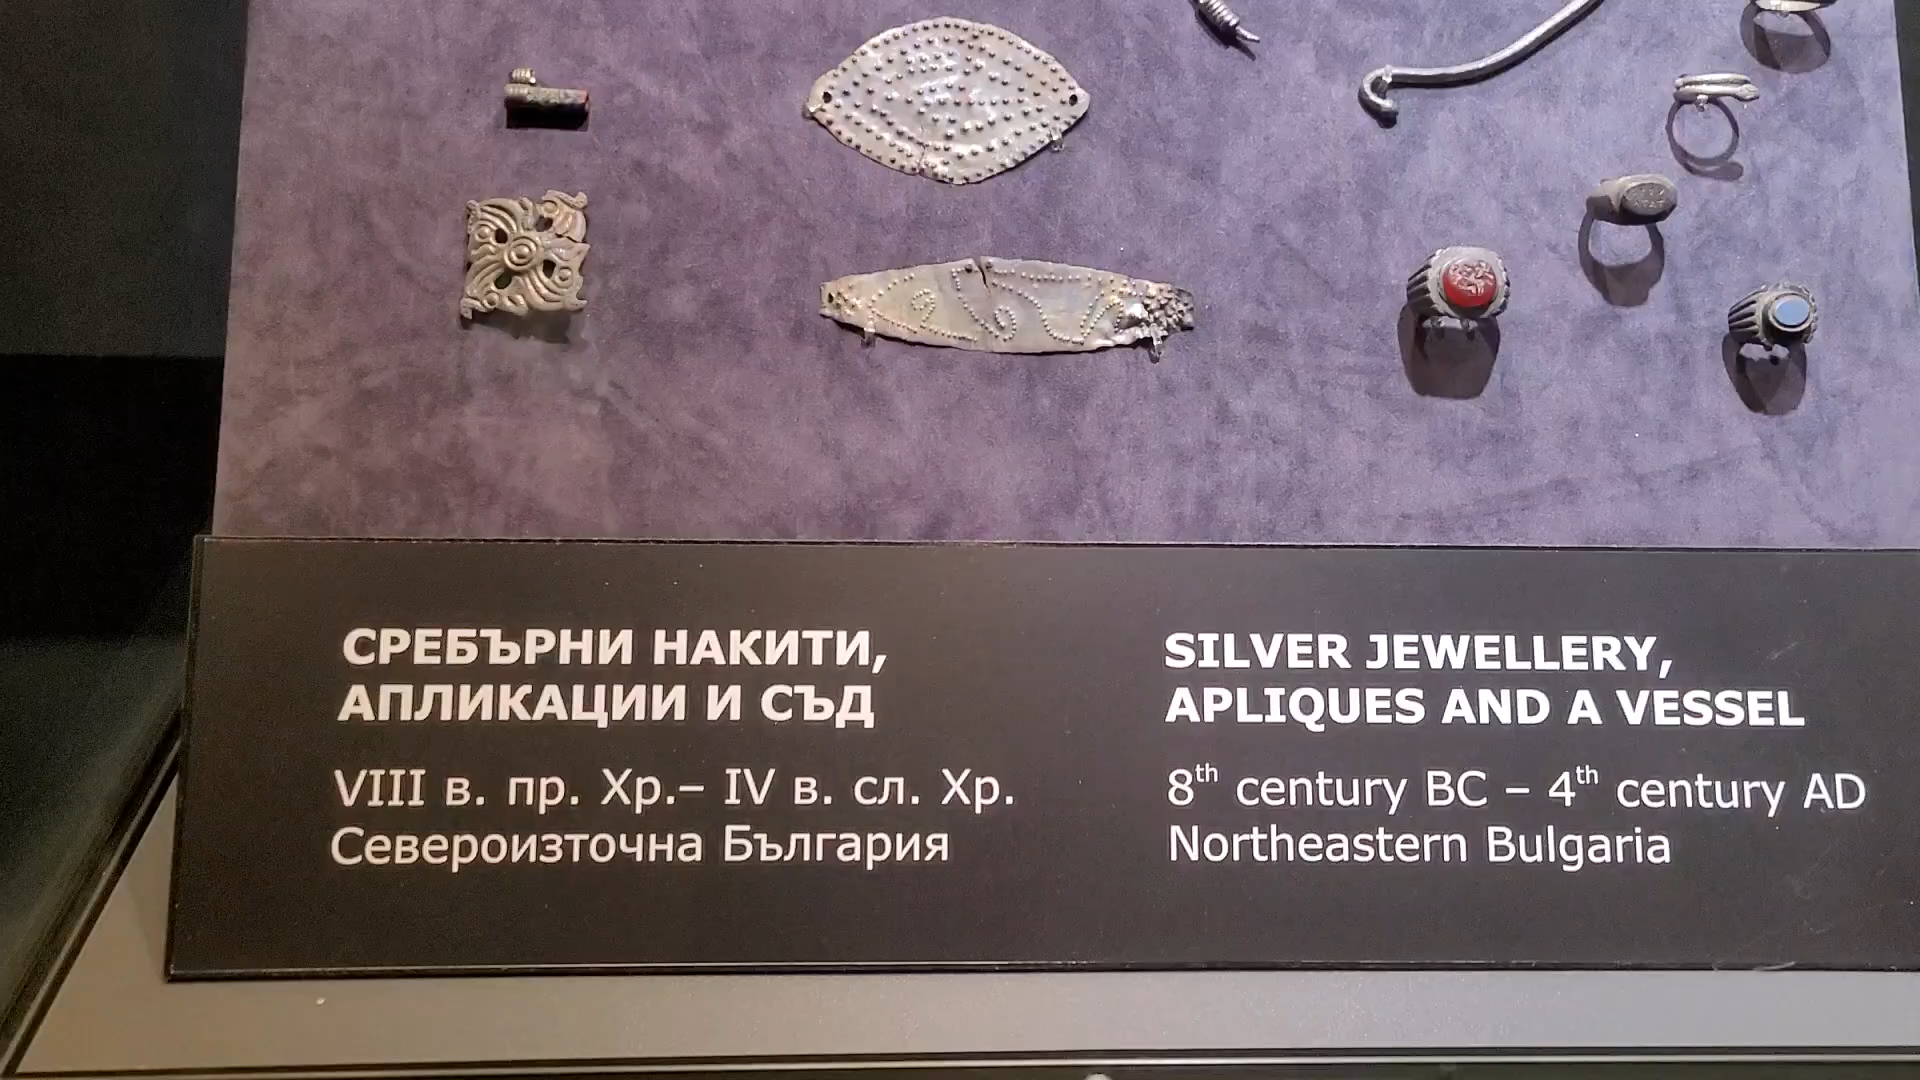 СРЕБЪРНИ НАКИТИ,
АПЛИКАЦИИ И СЪД
VIII в. пр. Хр.– IV в. сл. Хр.
Североизточна България
SILVER JEWELLERY,
APLIQUES AND A VESSEL
8th century BC – 4th century AD
Northeastern Bulgaria